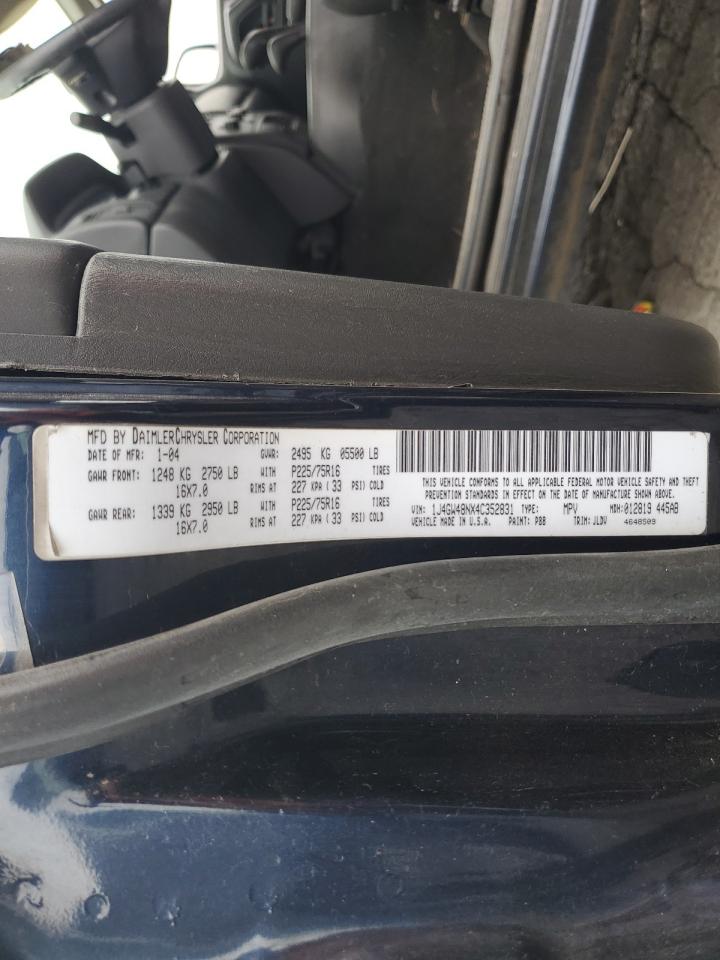 MFD BY DAIMLERCHRYSLER CORPORATION
DATE OF MFR: 1-04 GVWR: 2495 KG 05500 LB
GAWR FRONT: 1248 KG 2750 LB WITH P225/75R16 TIRES
16X7.0 RIMS AT 227 KPA ( 33 PSI) COLD
GAWR REAR: 1339 KG 2950 LB WITH P225/75R16 TIRES
16X7.0 RIMS AT 227 KPA ( 33 PSI) COLD
THIS VEHICLE CONFORMS TO ALL APPLICABLE FEDERAL MOTOR VEHICLE SAFETY AND THEFT
PREVENTION STANDARDS IN EFFECT ON THE DATE OF MANUFACTURE SHOWN ABOVE.
VIN: 1J4GW48NX4C352831 TYPE: MPV MDH:012819 445AB
VEHICLE MADE IN U.S.A. PAINT: PBB TRIM: JLDV 4648509